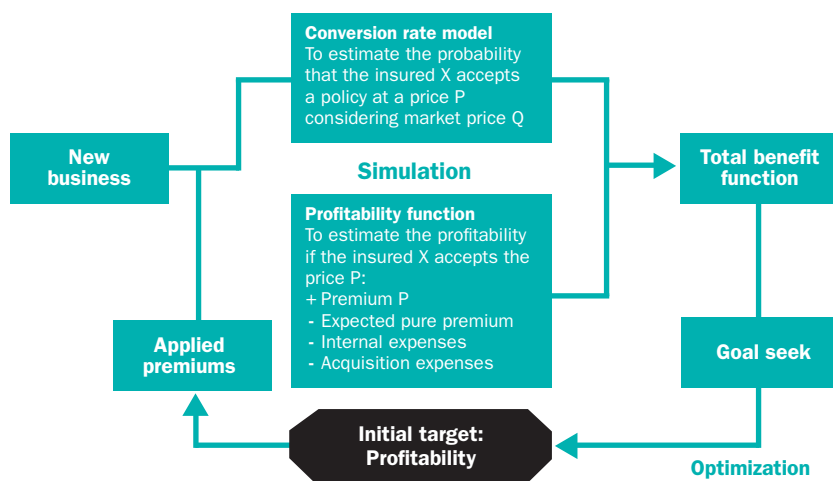 Conversion rate model
To estimate the probability
that the insured X accepts
a policy at a price P
considering market price Q
New
business
Simulation
Total benefit
function
Profitability function
To estimate the profitability
if the insured X accepts the
price P:
+ Premium P
- Expected pure premium
- Internal expenses
- Acquisition expenses
Applied
premiums
Goal seek
Initial target:
Profitability
Optimization